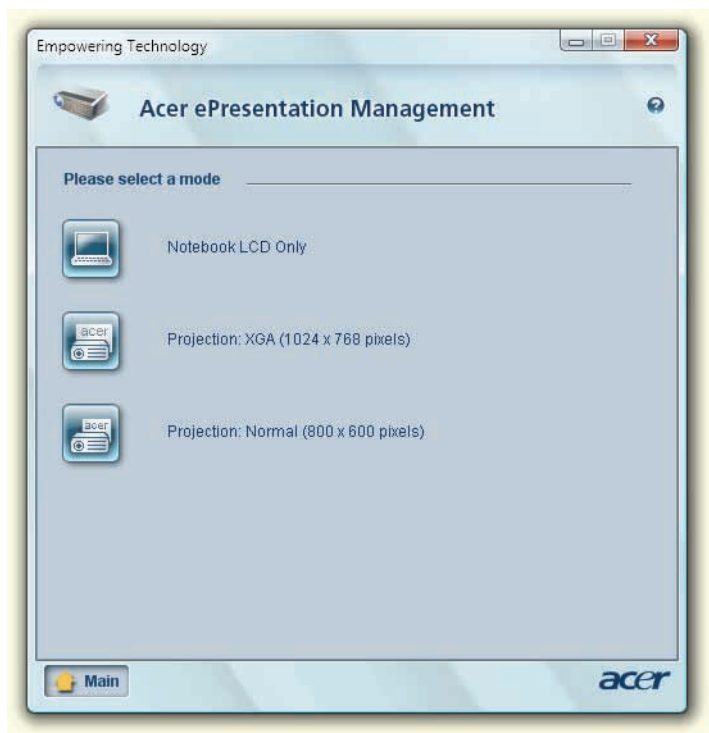 Empowering Technology
Acer ePresentation Management
Please select a mode
Notebook LCD Only
acer
Projection: XGA (1024 x 768 pixels)
acer
Projection: Normal (800 x 600 pixels)
Main
acer